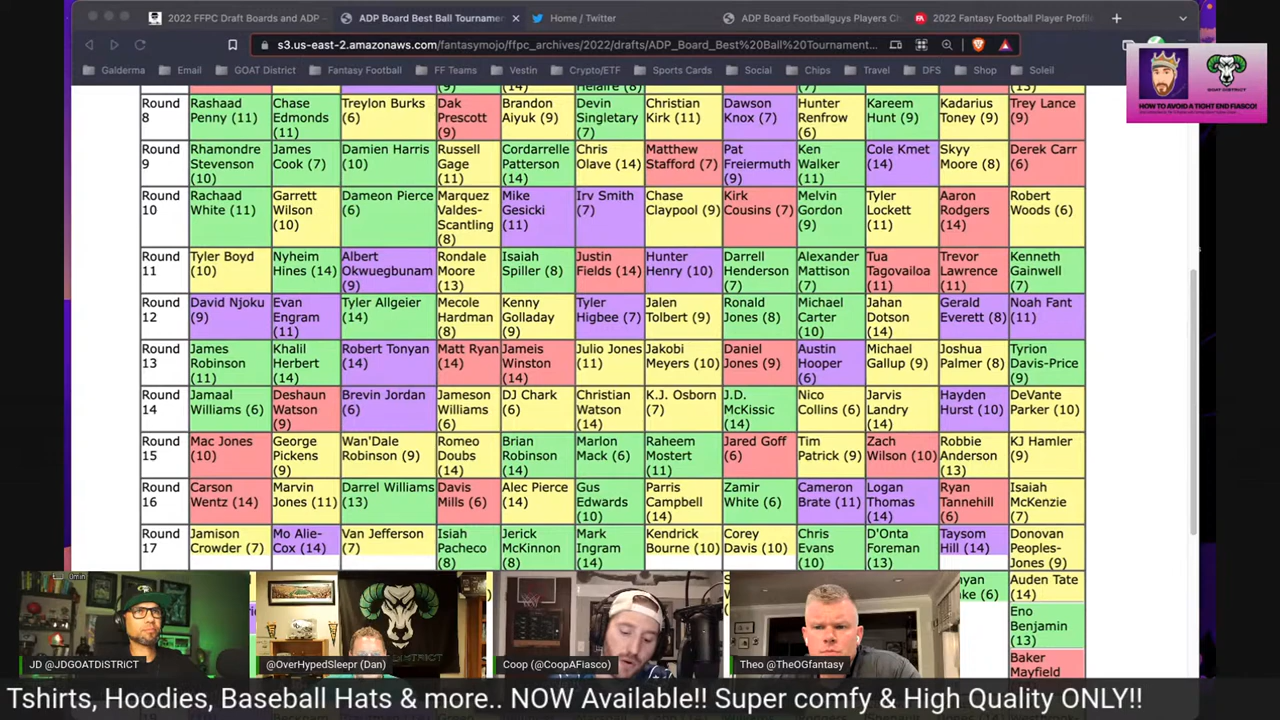 2022 FFPC Draft Boards and ADP -
ADP Board Best Ball Tourname
Home / Twitter
ADP Board Footballguys Players C
2022 Fantasy Football Player Profile
s3.us-east-2.amazonaws.com/fantasymojo/ffpc_archives/2022/drafts/ADP_Board_Best%20Ball%20Tournament...
Galderma Email GOAT District Fantasy Football FF Teams Vestin Crypto/ETF Sports Cards Social Chips Travel DFS Shop Soleil
HOW TO AVOID A TIGHT END FIASCO!
GOAT DISTRICT
(9) (14) Helaire (8) (7) (13)
Round 8 Rashaad Penny (11) Chase Edmonds (11) Treylon Burks (6) Dak Prescott (9) Brandon Aiyuk (9) Devin Singletary (7) Christian Kirk (11) Dawson Knox (7) Hunter Renfrow (6) Kareem Hunt (9) Kadarius Toney (9) Trey Lance (9)
Round 9 Rhamondre Stevenson (10) James Cook (7) Damien Harris (10) Russell Gage (11) Cordarrelle Patterson (14) Chris Olave (14) Matthew Stafford (7) Pat Freiermuth (9) Ken Walker (11) Cole Kmet (14) Skyy Moore (8) Derek Carr (6)
Round 10 Rachaad White (11) Garrett Wilson (10) Dameon Pierce (6) Marquez Valdes-Scantling (8) Mike Gesicki (11) Irv Smith (7) Chase Claypool (9) Kirk Cousins (7) Melvin Gordon (9) Tyler Lockett (11) Aaron Rodgers (14) Robert Woods (6)
Round 11 Tyler Boyd (10) Nyheim Hines (14) Albert Okwuegbunam (9) Rondale Moore (13) Isaiah Spiller (8) Justin Fields (14) Hunter Henry (10) Darrell Henderson (7) Alexander Mattison (7) Tua Tagovailoa (11) Trevor Lawrence (11) Kenneth Gainwell (7)
Round 12 David Njoku (9) Evan Engram (11) Tyler Allgeier (14) Mecole Hardman (8) Kenny Golladay (9) Tyler Higbee (7) Jalen Tolbert (9) Ronald Jones (8) Michael Carter (10) Jahan Dotson (14) Gerald Everett (8) Noah Fant (11)
Round 13 James Robinson (11) Khalil Herbert (14) Robert Tonyan (14) Matt Ryan (14) Jameis Winston (14) Julio Jones (11) Jakobi Meyers (10) Daniel Jones (9) Austin Hooper (6) Michael Gallup (9) Joshua Palmer (8) Tyrion Davis-Price (9)
Round 14 Jamaal Williams (6) Deshaun Watson (9) Brevin Jordan (6) Jameson Williams (6) DJ Chark (6) Christian Watson (14) K.J. Osborn (7) J.D. McKissic (14) Nico Collins (6) Jarvis Landry (14) Hayden Hurst (10) DeVante Parker (10)
Round 15 Mac Jones (10) George Pickens (9) Wan'Dale Robinson (9) Romeo Doubs (14) Brian Robinson (14) Marlon Mack (6) Raheem Mostert (11) Jared Goff (6) Tim Patrick (9) Zach Wilson (10) Robbie Anderson (13) KJ Hamler (9)
Round 16 Carson Wentz (14) Marvin Jones (11) Darrel Williams (13) Davis Mills (6) Alec Pierce (14) Gus Edwards (10) Parris Campbell (14) Zamir White (6) Cameron Brate (11) Logan Thomas (14) Ryan Tannehill (6) Isaiah McKenzie (7)
Round 17 Jamison Crowder (7) Mo Alie-Cox (14) Van Jefferson (7) Isiah Pacheco (8) Jerick McKinnon (8) Mark Ingram (14) Kendrick Bourne (10) Corey Davis (10) Chris Evans (10) D'Onta Foreman (13) Taysom Hill (14) Donovan Peoples-Jones (9)
Auden Tate (14)
Eno Benjamin (13)
Baker Mayfield
JD @JDGOATDISTRICT
@OverHypedSleepr (Dan)
Coop (@CoopAFiasco)
Theo @TheOGfantasy
Tshirts, Hoodies, Baseball Hats & more.. NOW Available!! Super comfy & High Quality ONLY!!